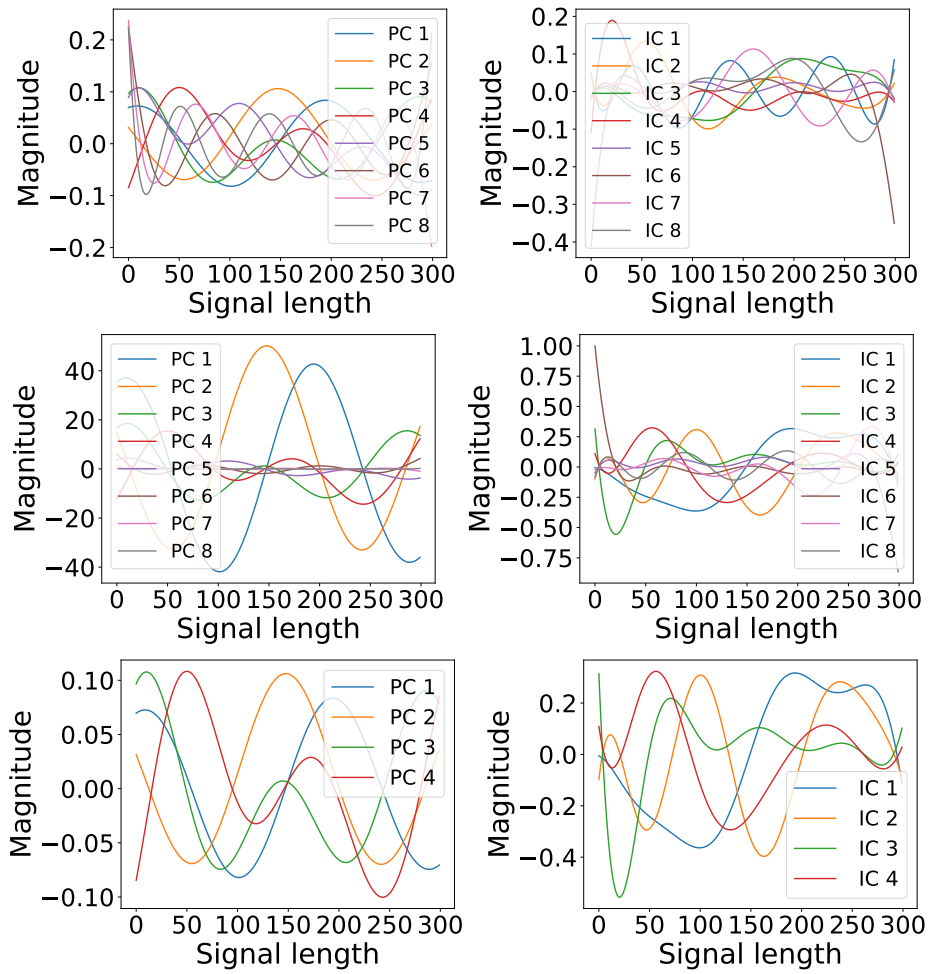 0.2
0.1
0.0
−0.1
−0.2
Magnitude
PC 1
PC 2
PC 3
PC 4
PC 5
PC 6
PC 7
PC 8
0 50 100 150 200 250 300
Signal length
0.2
0.1
0.0
−0.1
−0.2
−0.3
−0.4
Magnitude
IC 1
IC 2
IC 3
IC 4
IC 5
IC 6
IC 7
IC 8
0 50 100 150 200 250 300
Signal length
40
20
0
−20
−40
Magnitude
PC 1
PC 2
PC 3
PC 4
PC 5
PC 6
PC 7
PC 8
0 50 100 150 200 250 300
Signal length
1.00
0.75
0.50
0.25
0.00
−0.25
−0.50
−0.75
Magnitude
IC 1
IC 2
IC 3
IC 4
IC 5
IC 6
IC 7
IC 8
0 50 100 150 200 250 300
Signal length
0.10
0.05
0.00
−0.05
−0.10
Magnitude
PC 1
PC 2
PC 3
PC 4
0 50 100 150 200 250 300
Signal length
0.2
0.0
−0.2
−0.4
Magnitude
IC 1
IC 2
IC 3
IC 4
0 50 100 150 200 250 300
Signal length